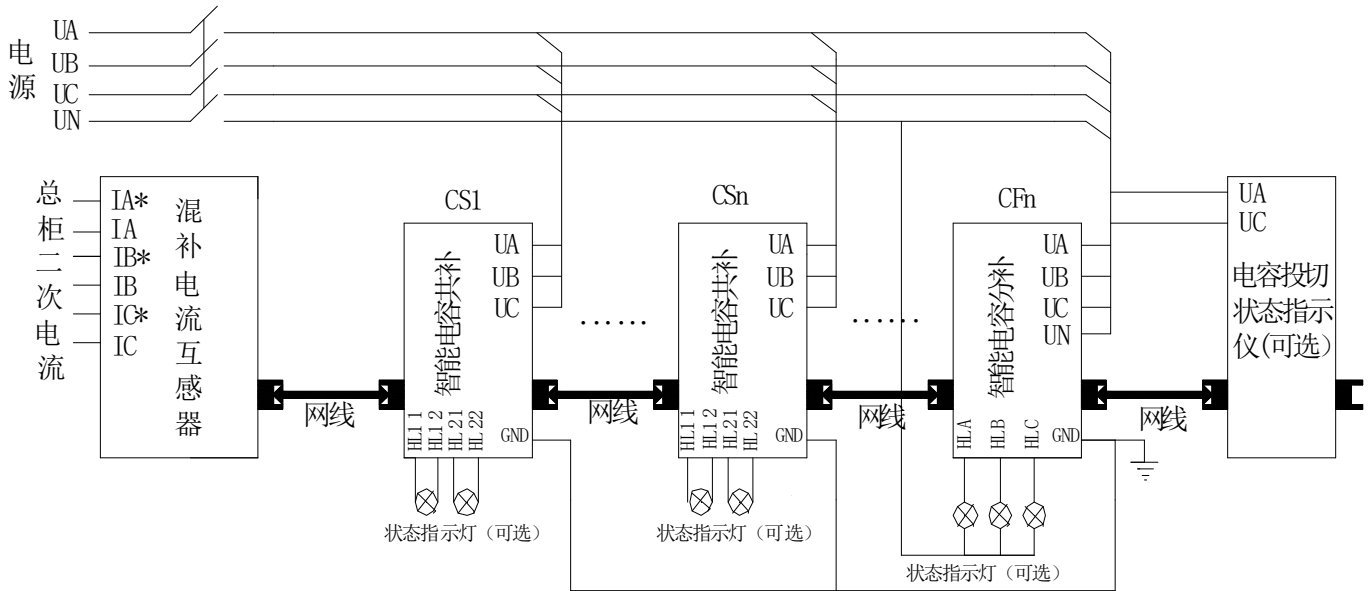 电源
UA
UB
UC
UN
总柜二次电流
IA*
IA
IB*
IB
IC*
IC
混补电流互感器
网线
CS1
智能电容共补
UA
UB
UC
HL11
HL12
HL21
HL22
GND
状态指示灯（可选）
......
网线
CSn
智能电容共补
UA
UB
UC
HL11
HL12
HL21
HL22
GND
状态指示灯（可选）
......
网线
CFn
智能电容分补
UA
UB
UC
UN
HLA
HLB
HLC
GND
状态指示灯（可选）
网线
UA
UC
电容投切
状态指示
仪(可选）